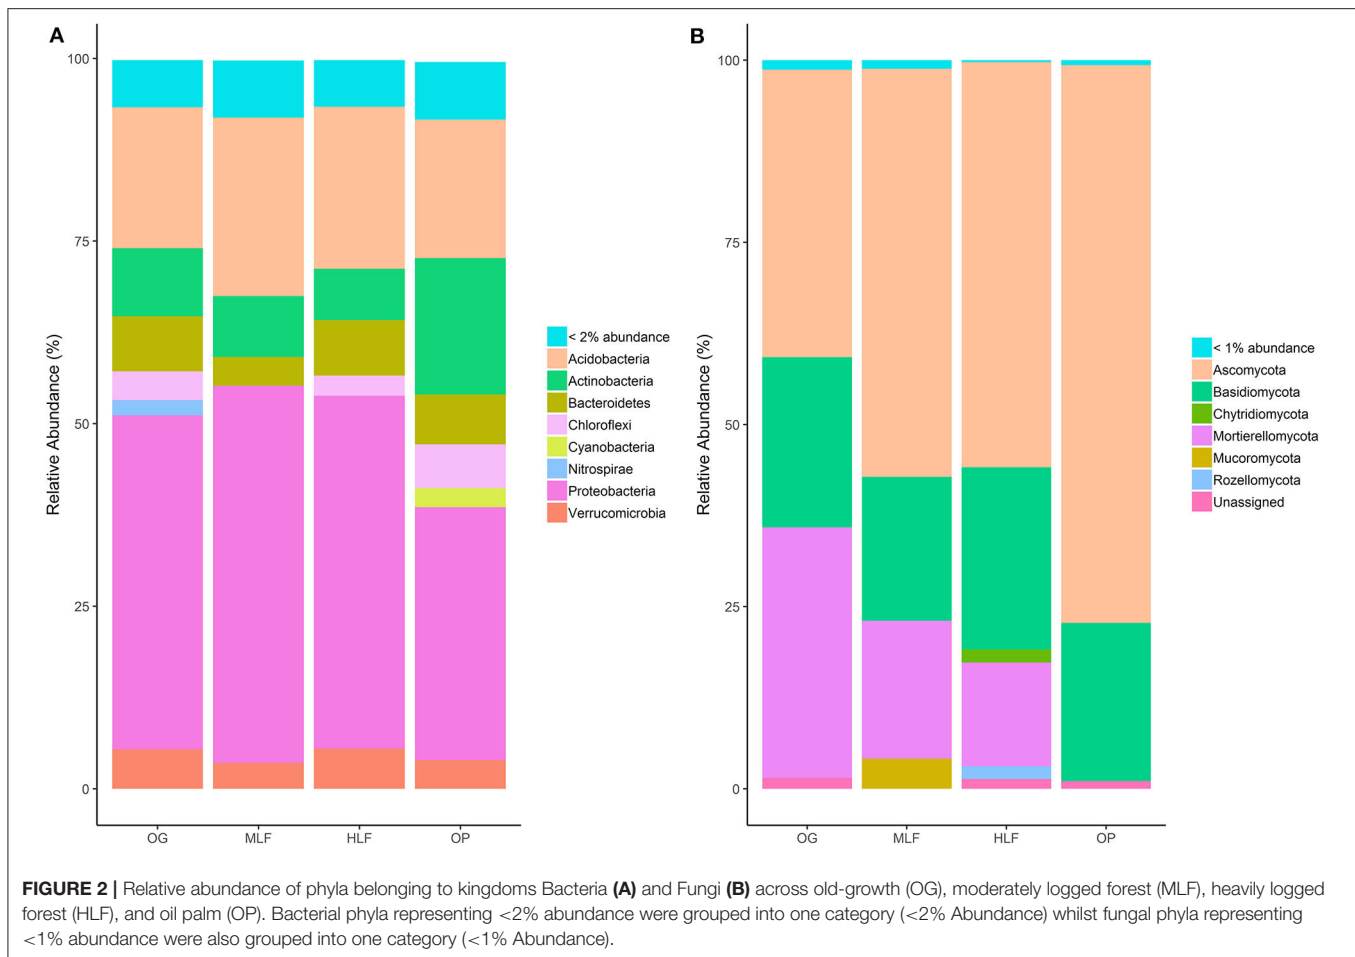 A
100
75
50
25
0
Relative Abundance (%)
OG MLF HLF OP
< 2% abundance
Acidobacteria
Actinobacteria
Bacteroidetes
Chloroflexi
Cyanobacteria
Nitrospirae
Proteobacteria
Verrucomicrobia
B
100
75
50
25
0
Relative Abundance (%)
OG MLF HLF OP
< 1% abundance
Ascomycota
Basidiomycota
Chytridiomycota
Mortierellomycota
Mucoromycota
Rozellomycota
Unassigned
FIGURE 2 | Relative abundance of phyla belonging to kingdoms Bacteria (A) and Fungi (B) across old-growth (OG), moderately logged forest (MLF), heavily logged
forest (HLF), and oil palm (OP). Bacterial phyla representing <2% abundance were grouped into one category (<2% Abundance) whilst fungal phyla representing
<1% abundance were also grouped into one category (<1% Abundance).